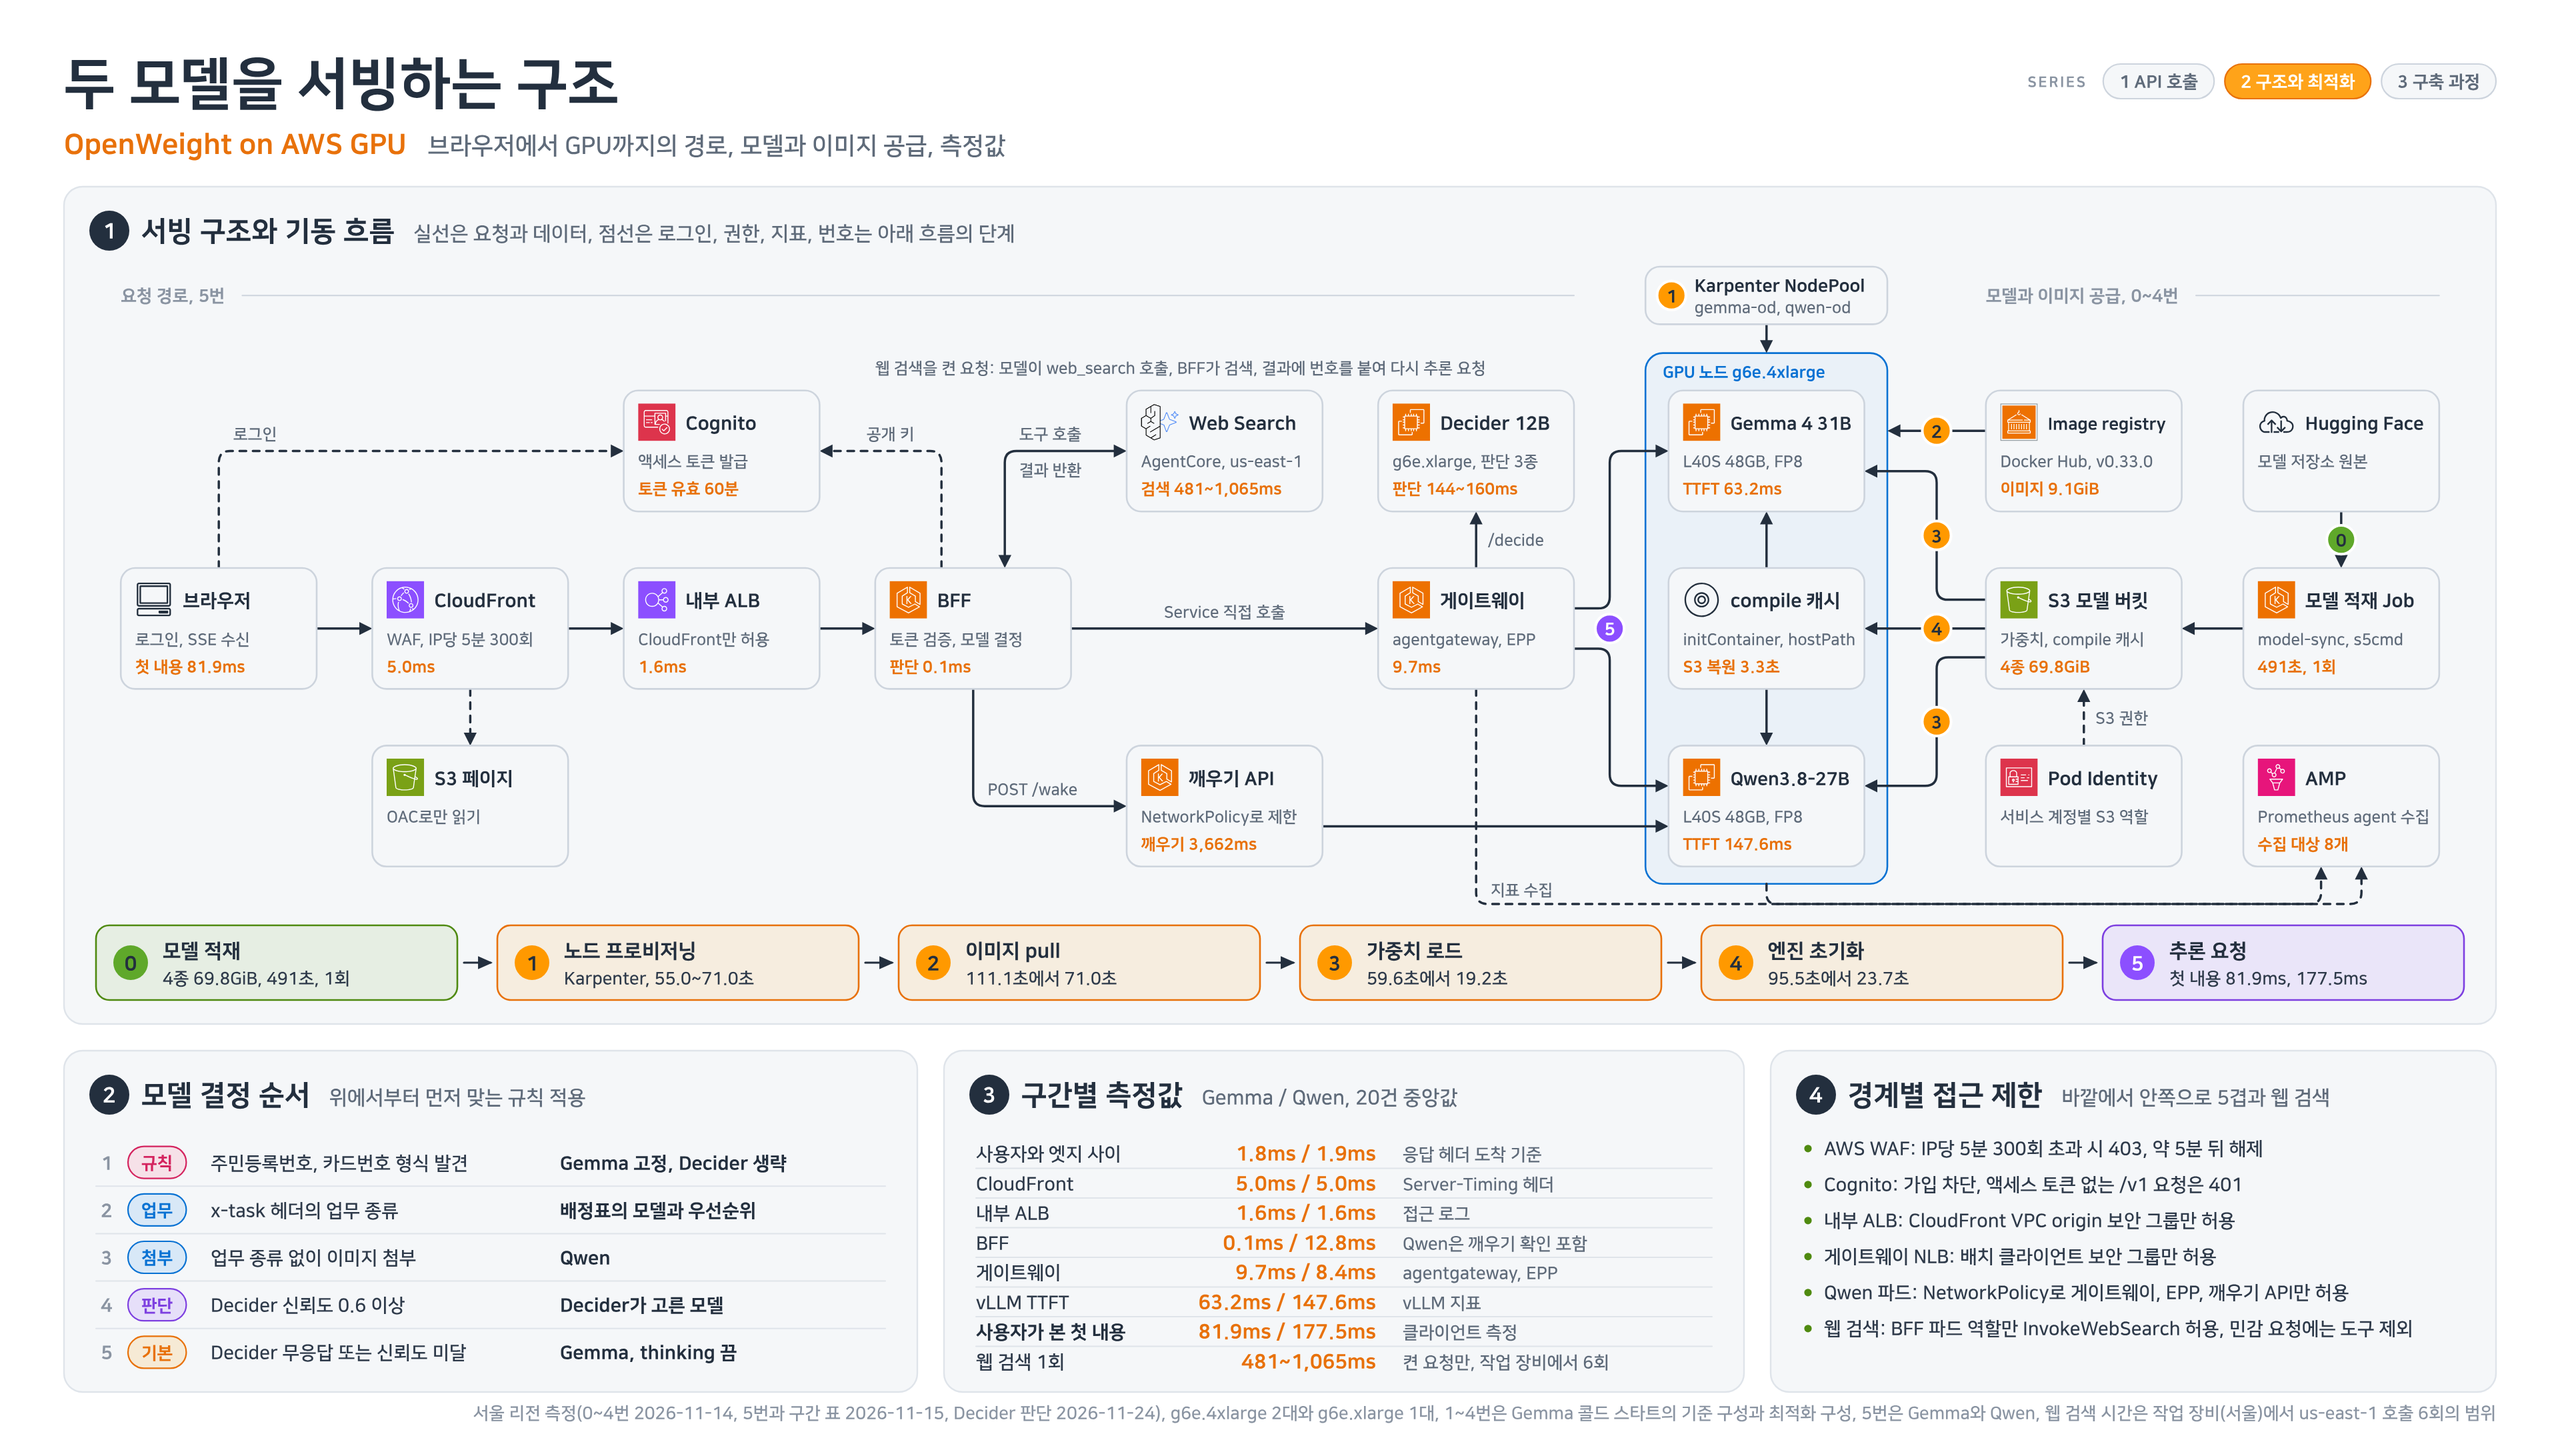 두 모델을 서빙하는 구조
SERIES
1 API 호출
2 구조와 최적화
3 구축 과정
OpenWeight on AWS GPU 브라우저에서 GPU까지의 경로, 모델과 이미지 공급, 측정값
1 서빙 구조와 기동 흐름 실선은 요청과 데이터, 점선은 로그인, 권한, 지표, 번호는 아래 흐름의 단계
요청 경로, 5번
1 Karpenter NodePool
gemma-od, qwen-od
모델과 이미지 공급, 0~4번
웹 검색을 켠 요청: 모델이 web_search 호출, BFF가 검색, 결과에 번호를 붙여 다시 추론 요청
GPU 노드 g6e.4xlarge
로그인
Cognito
액세스 토큰 발급
토큰 유효 60분
공개 키
도구 호출
결과 반환
Web Search
AgentCore, us-east-1
검색 481~1,065ms
Decider 12B
g6e.xlarge, 판단 3종
판단 144~160ms
Gemma 4 31B
L40S 48GB, FP8
TTFT 63.2ms
2
Image registry
Docker Hub, v0.33.0
이미지 9.1GiB
Hugging Face
모델 저장소 원본
/decide
3
0
브라우저
로그인, SSE 수신
첫 내용 81.9ms
CloudFront
WAF, IP당 5분 300회
5.0ms
내부 ALB
CloudFront만 허용
1.6ms
BFF
토큰 검증, 모델 결정
판단 0.1ms
Service 직접 호출
게이트웨이
agentgateway, EPP
9.7ms
5
compile 캐시
initContainer, hostPath
S3 복원 3.3초
4
S3 모델 버킷
가중치, compile 캐시
4종 69.8GiB
모델 적재 Job
model-sync, s5cmd
491초, 1회
3
S3 권한
S3 페이지
OAC로만 읽기
POST /wake
깨우기 API
NetworkPolicy로 제한
깨우기 3,662ms
Qwen3.8-27B
L40S 48GB, FP8
TTFT 147.6ms
Pod Identity
서비스 계정별 S3 역할
AMP
Prometheus agent 수집
수집 대상 8개
지표 수집
0 모델 적재
4종 69.8GiB, 491초, 1회
1 노드 프로비저닝
Karpenter, 55.0~71.0초
2 이미지 pull
111.1초에서 71.0초
3 가중치 로드
59.6초에서 19.2초
4 엔진 초기화
95.5초에서 23.7초
5 추론 요청
첫 내용 81.9ms, 177.5ms
2 모델 결정 순서 위에서부터 먼저 맞는 규칙 적용
1 규칙 주민등록번호, 카드번호 형식 발견 Gemma 고정, Decider 생략
2 업무 x-task 헤더의 업무 종류 배정표의 모델과 우선순위
3 첨부 업무 종류 없이 이미지 첨부 Qwen
4 판단 Decider 신뢰도 0.6 이상 Decider가 고른 모델
5 기본 Decider 무응답 또는 신뢰도 미달 Gemma, thinking 끔
3 구간별 측정값 Gemma / Qwen, 20건 중앙값
사용자와 엣지 사이 1.8ms / 1.9ms 응답 헤더 도착 기준
CloudFront 5.0ms / 5.0ms Server-Timing 헤더
내부 ALB 1.6ms / 1.6ms 접근 로그
BFF 0.1ms / 12.8ms Qwen은 깨우기 확인 포함
게이트웨이 9.7ms / 8.4ms agentgateway, EPP
vLLM TTFT 63.2ms / 147.6ms vLLM 지표
사용자가 본 첫 내용 81.9ms / 177.5ms 클라이언트 측정
웹 검색 1회 481~1,065ms 켠 요청만, 작업 장비에서 6회
4 경계별 접근 제한 바깥에서 안쪽으로 5겹과 웹 검색
• AWS WAF: IP당 5분 300회 초과 시 403, 약 5분 뒤 해제
• Cognito: 가입 차단, 액세스 토큰 없는 /v1 요청은 401
• 내부 ALB: CloudFront VPC origin 보안 그룹만 허용
• 게이트웨이 NLB: 배치 클라이언트 보안 그룹만 허용
• Qwen 파드: NetworkPolicy로 게이트웨이, EPP, 깨우기 API만 허용
• 웹 검색: BFF 파드 역할만 InvokeWebSearch 허용, 민감 요청에는 도구 제외
서울 리전 측정(0~4번 2026-11-14, 5번과 구간 표 2026-11-15, Decider 판단 2026-11-24), g6e.4xlarge 2대와 g6e.xlarge 1대, 1~4번은 Gemma 콜드 스타트의 기준 구성과 최적화 구성, 5번은 Gemma와 Qwen, 웹 검색 시간은 작업 장비(서울)에서 us-east-1 호출 6회의 범위